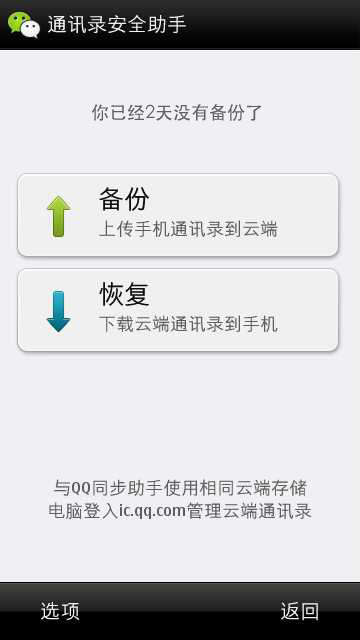 通讯录安全助手
你已经2天没有备份了
备份
上传手机通讯录到云端
恢复
下载云端通讯录到手机
与QQ同步助手使用相同云端存储
电脑登入ic.qq.com管理云端通讯录
选项 返回